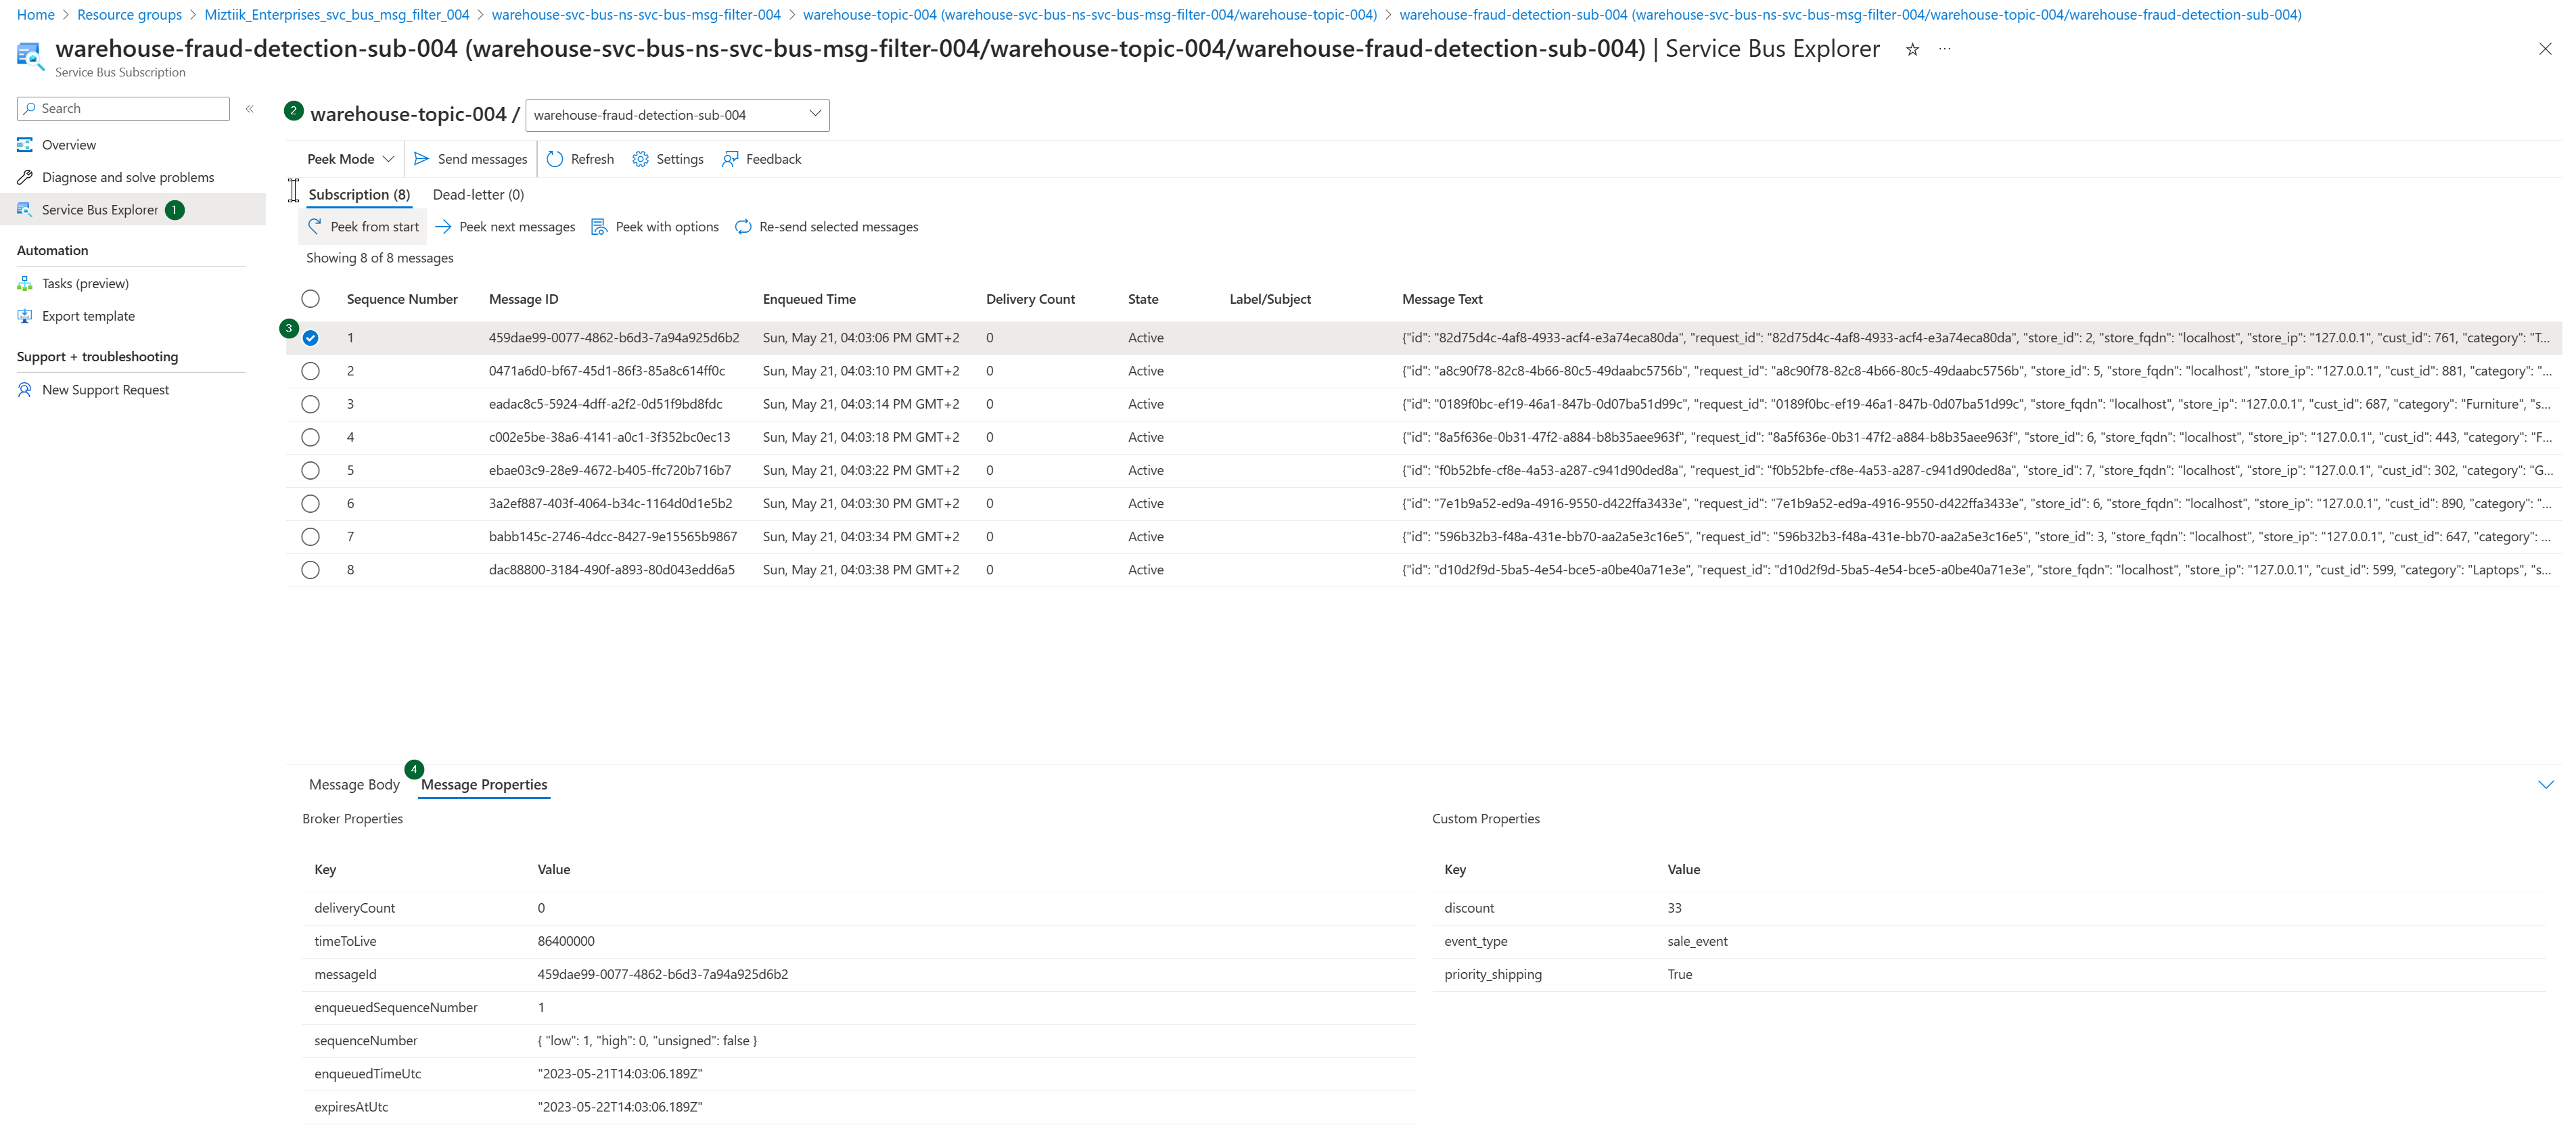 Home > Resource groups > Miztiik_Enterprises_svc_bus_msg_filter_004 > warehouse-svc-bus-ns-svc-bus-msg-filter-004 > warehouse-topic-004 (warehouse-svc-bus-ns-svc-bus-msg-filter-004/warehouse-topic-004) > warehouse-fraud-detection-sub-004 (warehouse-svc-bus-ns-svc-bus-msg-filter-004/warehouse-topic-004/warehouse-fraud-detection-sub-004)
warehouse-fraud-detection-sub-004 (warehouse-svc-bus-ns-svc-bus-msg-filter-004/warehouse-topic-004/warehouse-fraud-detection-sub-004) | Service Bus Explorer
Service Bus Subscription
Search
Overview
Diagnose and solve problems
Service Bus Explorer 1
Automation
Tasks (preview)
Export template
Support + troubleshooting
New Support Request
2 warehouse-topic-004 / warehouse-fraud-detection-sub-004
Peek Mode Send messages Refresh Settings Feedback
Subscription (8) Dead-letter (0)
Peek from start Peek next messages Peek with options Re-send selected messages
Showing 8 of 8 messages
Sequence Number Message ID Enqueued Time Delivery Count State Label/Subject Message Text
3 1 459dae99-0077-4862-b6d3-7a94a925d6b2 Sun, May 21, 04:03:06 PM GMT+2 0 Active {"id": "82d75d4c-4af8-4933-acf4-e3a74eca80da", "request_id": "82d75d4c-4af8-4933-acf4-e3a74eca80da", "store_id": 2, "store_fqdn": "localhost", "store_ip": "127.0.0.1", "cust_id": 761, "category": "T...
2 0471a6d0-bf67-45d1-86f3-85a8c614ff0c Sun, May 21, 04:03:10 PM GMT+2 0 Active {"id": "a8c90f78-82c8-4b66-80c5-49daabc5756b", "request_id": "a8c90f78-82c8-4b66-80c5-49daabc5756b", "store_id": 5, "store_fqdn": "localhost", "store_ip": "127.0.0.1", "cust_id": 881, "category": "...
3 eadac8c5-5924-4dff-a2f2-0d51f9bd8fdc Sun, May 21, 04:03:14 PM GMT+2 0 Active {"id": "0189f0bc-ef19-46a1-847b-0d07ba51d99c", "request_id": "0189f0bc-ef19-46a1-847b-0d07ba51d99c", "store_fqdn": "localhost", "store_ip": "127.0.0.1", "cust_id": 687, "category": "Furniture", "s...
4 c002e5be-38a6-4141-a0c1-3f352bc0ec13 Sun, May 21, 04:03:18 PM GMT+2 0 Active {"id": "8a5f636e-0b31-47f2-a884-b8b35aee963f", "request_id": "8a5f636e-0b31-47f2-a884-b8b35aee963f", "store_id": 6, "store_fqdn": "localhost", "store_ip": "127.0.0.1", "cust_id": 443, "category": "F...
5 ebae03c9-28e9-4672-b405-ffc720b716b7 Sun, May 21, 04:03:22 PM GMT+2 0 Active {"id": "f0b52bfe-cf8e-4a53-a287-c941d90ded8a", "request_id": "f0b52bfe-cf8e-4a53-a287-c941d90ded8a", "store_id": 7, "store_fqdn": "localhost", "store_ip": "127.0.0.1", "cust_id": 302, "category": "G...
6 3a2ef887-403f-4064-b34c-1164d0d1e5b2 Sun, May 21, 04:03:30 PM GMT+2 0 Active {"id": "7e1b9a52-ed9a-4916-9550-d422ffa3433e", "request_id": "7e1b9a52-ed9a-4916-9550-d422ffa3433e", "store_id": 6, "store_fqdn": "localhost", "store_ip": "127.0.0.1", "cust_id": 890, "category": "...
7 babb145c-2746-4dcc-8427-9e15565b9867 Sun, May 21, 04:03:34 PM GMT+2 0 Active {"id": "596b32b3-f48a-431e-bb70-aa2a5e3c16e5", "request_id": "596b32b3-f48a-431e-bb70-aa2a5e3c16e5", "store_id": 3, "store_fqdn": "localhost", "store_ip": "127.0.0.1", "cust_id": 647, "category": ...
8 dac88800-3184-490f-a893-80d043edd6a5 Sun, May 21, 04:03:38 PM GMT+2 0 Active {"id": "d10d2f9d-5ba5-4e54-bce5-a0be40a71e3e", "request_id": "d10d2f9d-5ba5-4e54-bce5-a0be40a71e3e", "store_fqdn": "localhost", "store_ip": "127.0.0.1", "cust_id": 599, "category": "Laptops", "s...
Message Body 4 Message Properties
Broker Properties
Key Value
deliveryCount 0
timeToLive 86400000
messageId 459dae99-0077-4862-b6d3-7a94a925d6b2
enqueuedSequenceNumber 1
sequenceNumber { "low": 1, "high": 0, "unsigned": false }
enqueuedTimeUtc "2023-05-21T14:03:06.189Z"
expiresAtUtc "2023-05-22T14:03:06.189Z"
Custom Properties
Key Value
discount 33
event_type sale_event
priority_shipping True